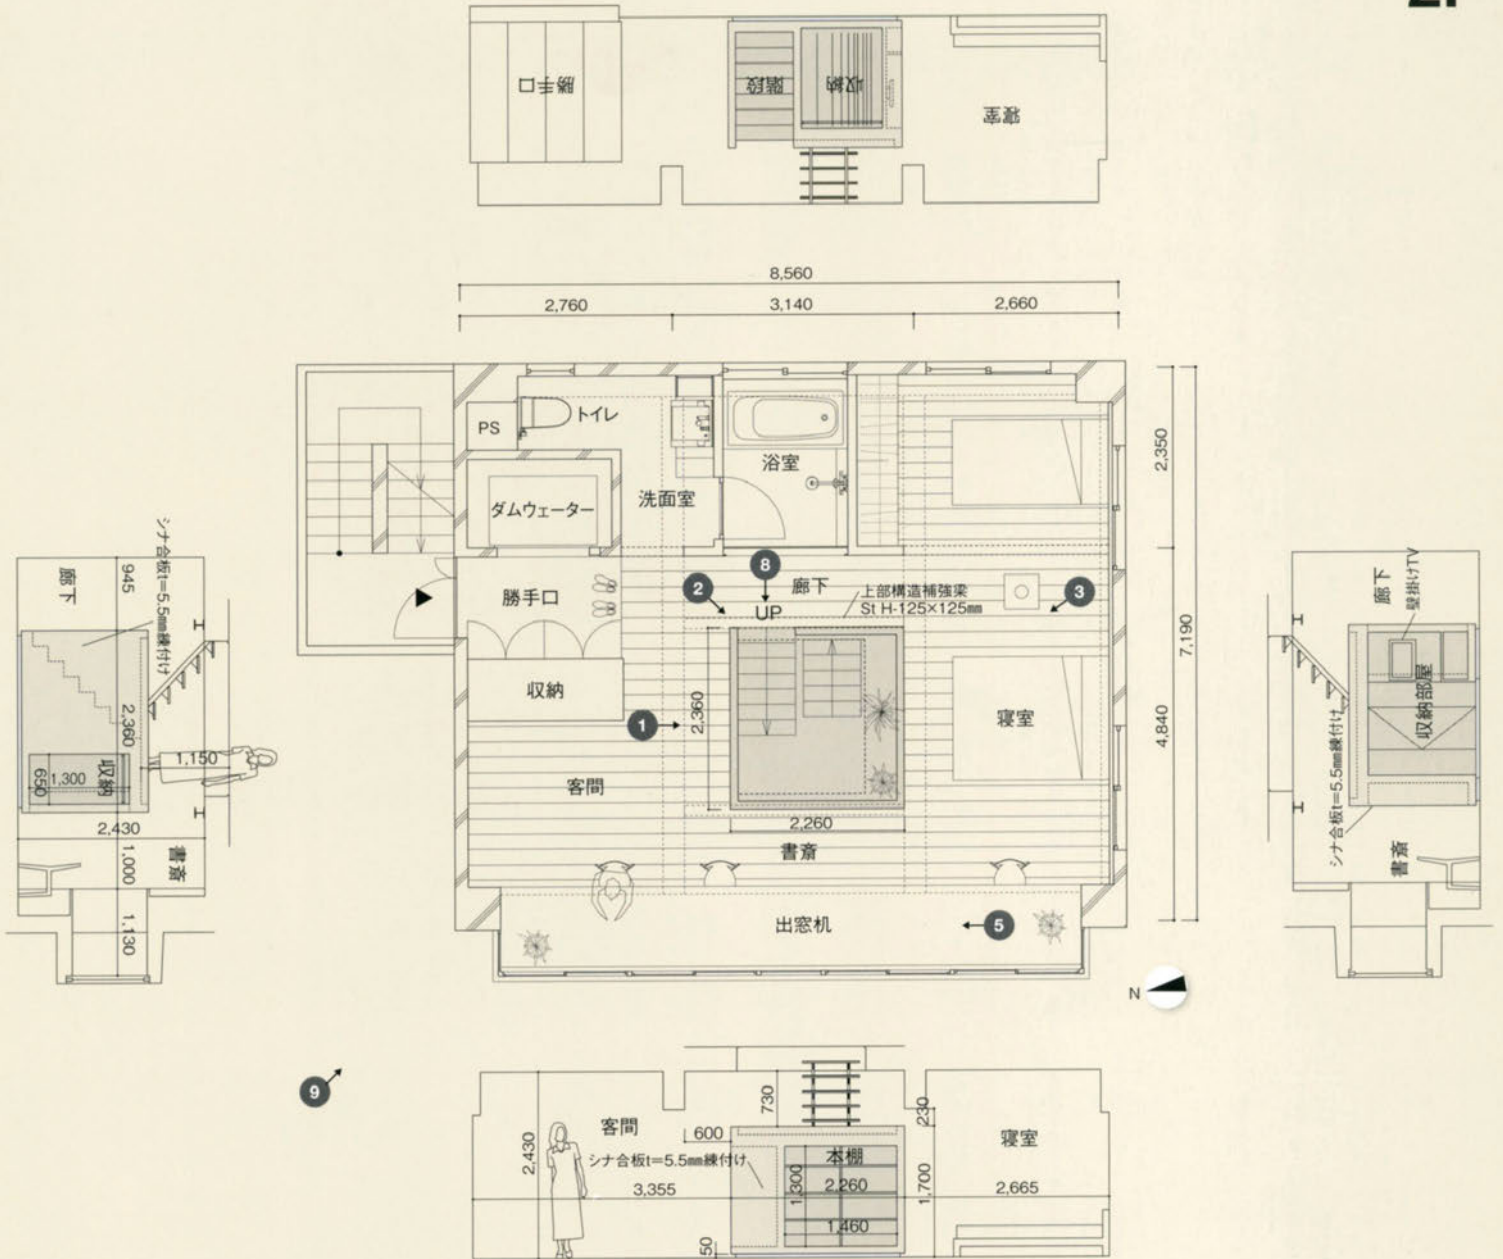 勝手口
階段
収納
寝室
8,560
2,760
3,140
2,660
PS
トイレ
浴室
洗面室
ダムウェーター
勝手口
8
2
UP
廊下
上部構造補強梁
St H-125×125㎜
3
収納
1
2,360
寝室
客間
2,260
書斎
出窓机
5
2,350
4,840
7,190
N
廊下
945
シナ合板t=5.5㎜練付け
2,360
1,150
1,300
650
収納
2,430
1,000
書斎
1,130
廊下
壁掛けTV
収納部屋
シナ合板t=5.5㎜練付け
書斎
9
客間
2,430
600
730
シナ合板t=5.5㎜練付け
3,355
本棚
1,300
2,260
1,460
50
230
1,700
寝室
2,665